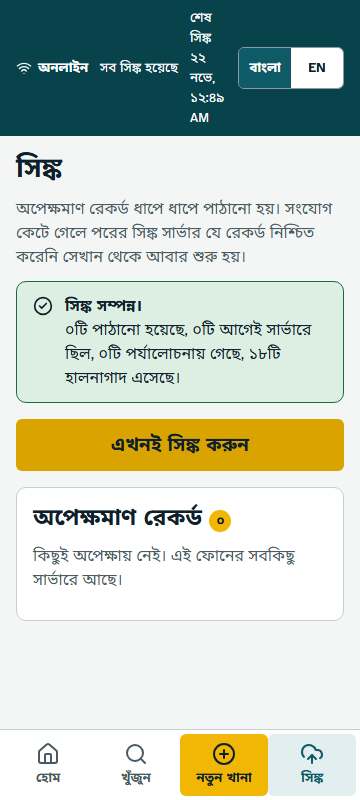 অনলাইন
সব সিঙ্ক হয়েছে
শেষ
সিঙ্ক
২২
নভে,
১২:৪৯
AM
বাংলা
EN
সিঙ্ক
অপেক্ষমাণ রেকর্ড ধাপে ধাপে পাঠানো হয়। সংযোগ
কেটে গেলে পরের সিঙ্ক সার্ভার যে রেকর্ড নিশ্চিত
করেনি সেখান থেকে আবার শুরু হয়।
সিঙ্ক সম্পন্ন।
০টি পাঠানো হয়েছে, ০টি আগেই সার্ভারে
ছিল, ০টি পর্যালোচনায় গেছে, ১৮টি
হালনাগাদ এসেছে।
এখনই সিঙ্ক করুন
অপেক্ষমাণ রেকর্ড ০
কিছুই অপেক্ষায় নেই। এই ফোনের সবকিছু
সার্ভারে আছে।
হোম
খুঁজুন
নতুন খানা
সিঙ্ক